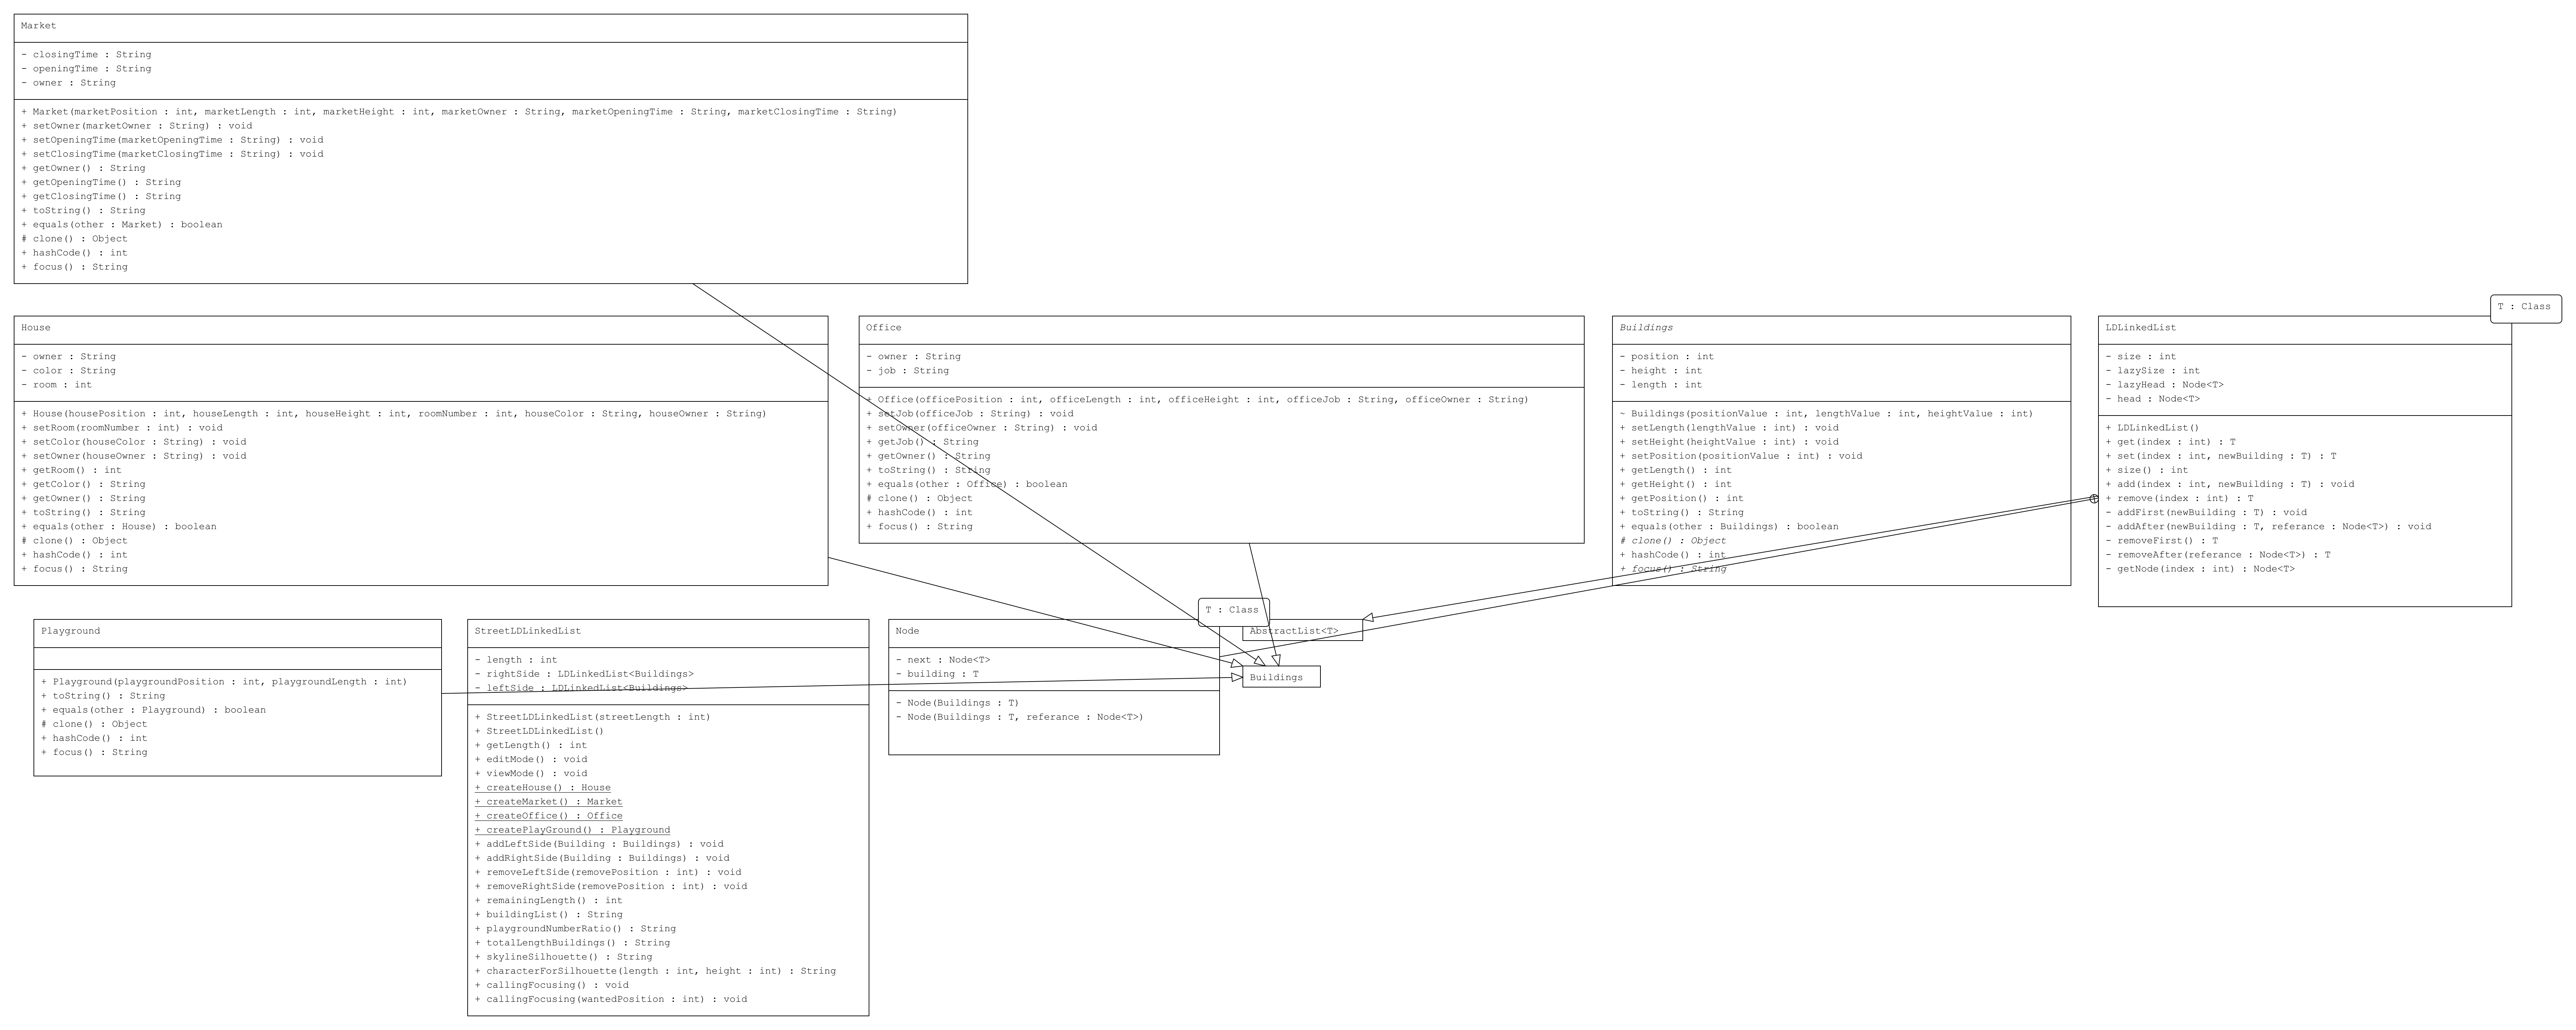 Market
- closingTime : String
- openingTime : String
- owner : String
+ Market(marketPosition : int, marketLength : int, marketHeight : int, marketOwner : String, marketOpeningTime : String, marketClosingTime : String)
+ setOwner(marketOwner : String) : void
+ setOpeningTime(marketOpeningTime : String) : void
+ setClosingTime(marketClosingTime : String) : void
+ getOwner() : String
+ getOpeningTime() : String
+ getClosingTime() : String
+ toString() : String
+ equals(other : Market) : boolean
# clone() : Object
+ hashCode() : int
+ focus() : String
House
- owner : String
- color : String
- room : int
+ House(housePosition : int, houseLength : int, houseHeight : int, roomNumber : int, houseColor : String, houseOwner : String)
+ setRoom(roomNumber : int) : void
+ setColor(houseColor : String) : void
+ setOwner(houseOwner : String) : void
+ getRoom() : int
+ getColor() : String
+ getOwner() : String
+ toString() : String
+ equals(other : House) : boolean
# clone() : Object
+ hashCode() : int
+ focus() : String
Office
- owner : String
- job : String
+ Office(officePosition : int, officeLength : int, officeHeight : int, officeJob : String, officeOwner : String)
+ setJob(officeJob : String) : void
+ setOwner(officeOwner : String) : void
+ getJob() : String
+ getOwner() : String
+ toString() : String
+ equals(other : Office) : boolean
# clone() : Object
+ hashCode() : int
+ focus() : String
Buildings
- position : int
- height : int
- length : int
~ Buildings(positionValue : int, lengthValue : int, heightValue : int)
+ setLength(lengthValue : int) : void
+ setHeight(heightValue : int) : void
+ setPosition(positionValue : int) : void
+ getLength() : int
+ getHeight() : int
+ getPosition() : int
+ toString() : String
+ equals(other : Buildings) : boolean
# clone() : Object
+ hashCode() : int
+ focus() : String
T : Class
LDLinkedList
- size : int
- lazySize : int
- lazyHead : Node<T>
- head : Node<T>
+ LDLinkedList()
+ get(index : int) : T
+ set(index : int, newBuilding : T) : T
+ size() : int
+ add(index : int, newBuilding : T) : void
+ remove(index : int) : T
- addFirst(newBuilding : T) : void
- addAfter(newBuilding : T, referance : Node<T>) : void
- removeFirst() : T
- removeAfter(referance : Node<T>) : T
- getNode(index : int) : Node<T>
Playground
+ Playground(playgroundPosition : int, playgroundLength : int)
+ toString() : String
+ equals(other : Playground) : boolean
# clone() : Object
+ hashCode() : int
+ focus() : String
StreetLDLinkedList
- length : int
- rightSide : LDLinkedList<Buildings>
- leftSide : LDLinkedList<Buildings>
+ StreetLDLinkedList(streetLength : int)
+ StreetLDLinkedList()
+ getLength() : int
+ editMode() : void
+ viewMode() : void
+ createHouse() : House
+ createMarket() : Market
+ createOffice() : Office
+ createPlayGround() : Playground
+ addLeftSide(Building : Buildings) : void
+ addRightSide(Building : Buildings) : void
+ removeLeftSide(removePosition : int) : void
+ removeRightSide(removePosition : int) : void
+ remainingLength() : int
+ buildingList() : String
+ playgroundNumberRatio() : String
+ totalLengthBuildings() : String
+ skylineSilhouette() : String
+ characterForSilhouette(length : int, height : int) : String
+ callingFocusing() : void
+ callingFocusing(wantedPosition : int) : void
T : Class
Node
- next : Node<T>
- building : T
- Node(Buildings : T)
- Node(Buildings : T, referance : Node<T>)
AbstractList<T>
Buildings